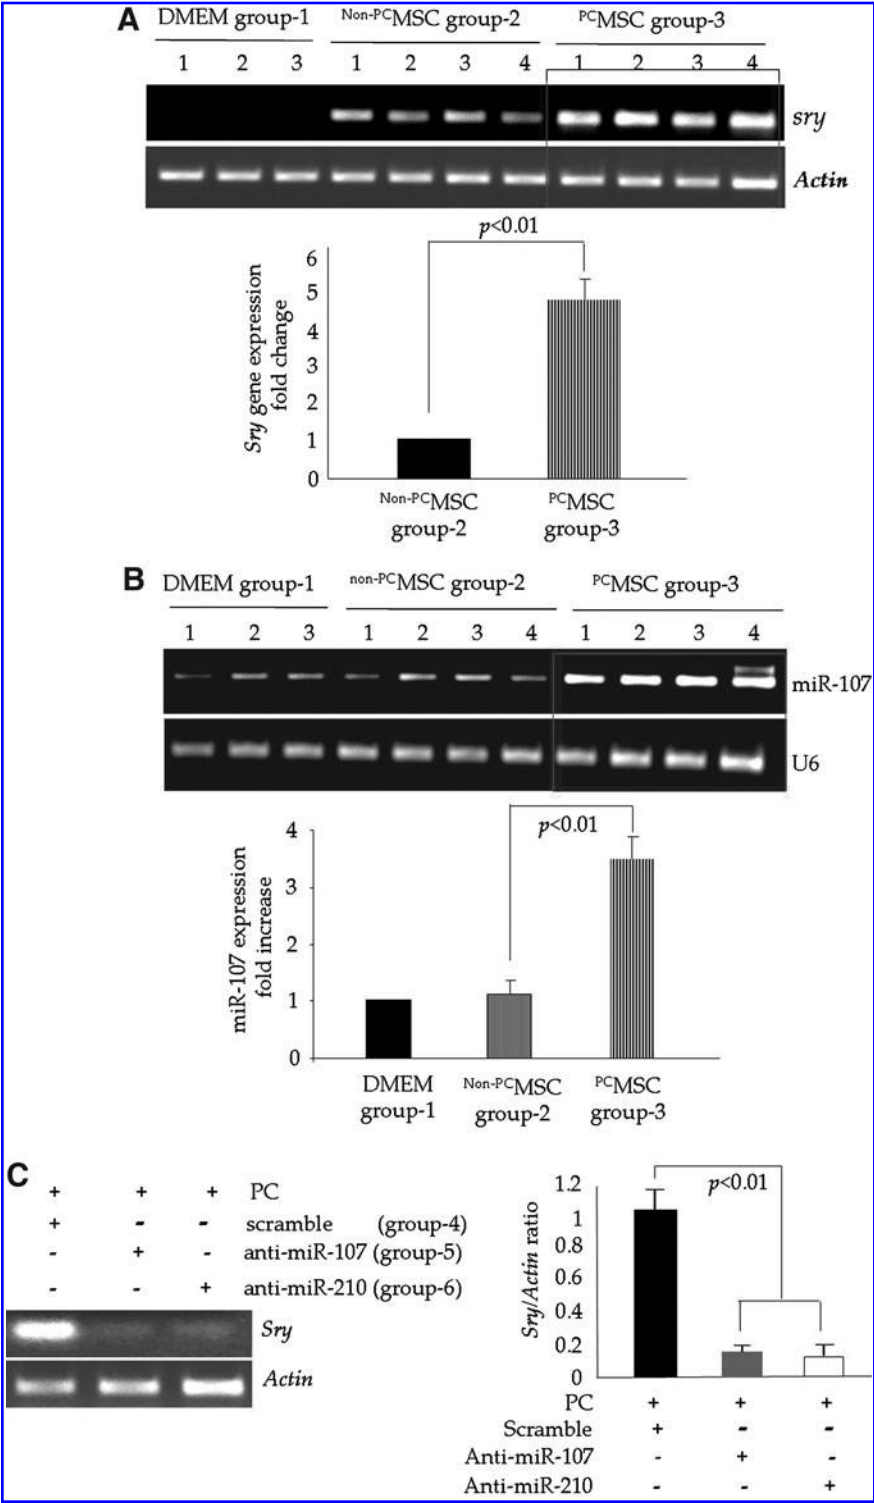 A
DMEM group-1 Non-PCMSC group-2 PCMSC group-3
1 2 3 1 2 3 4 1 2 3 4
sry
Actin
p<0.01
Sry gene expression
fold change
6
5
4
3
2
1
0
Non-PCMSC
group-2
PCMSC
group-3
B
DMEM group-1 non-PCMSC group-2 PCMSC group-3
1 2 3 1 2 3 4 1 2 3 4
miR-107
U6
p<0.01
miR-107 expression
fold increase
4
3
2
1
0
DMEM
group-1
Non-PCMSC
group-2
PCMSC
group-3
C
+ + + PC
+ - - scramble (group-4)
- + - anti-miR-107 (group-5)
- - + anti-miR-210 (group-6)
Sry
Actin
p<0.01
Sry/Actin ratio
1.2
1
0.8
0.6
0.4
0.2
0
PC + + +
Scramble + - -
Anti-miR-107 - + -
Anti-miR-210 - - +